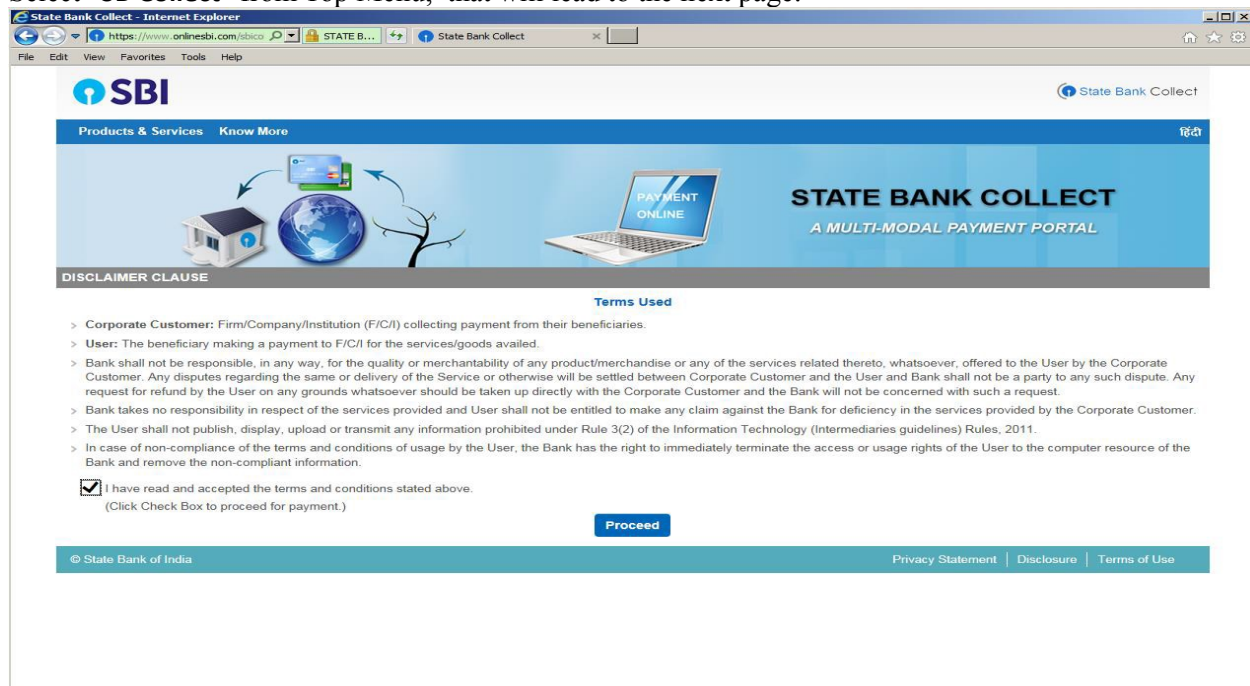 Select "SB Collect" from Top Menu, that will lead to the next page:
State Bank Collect - Internet Explorer
https://www.onlinesbi.com/sbico
STATE B...
State Bank Collect
File Edit View Favorites Tools Help
SBI
State Bank Collect
Products & Services Know More
हिंदी
PAYMENT
ONLINE
STATE BANK COLLECT
A MULTI-MODAL PAYMENT PORTAL
DISCLAIMER CLAUSE
Terms Used
Corporate Customer: Firm/Company/Institution (F/C/I) collecting payment from their beneficiaries.
User: The beneficiary making a payment to F/C/I for the services/goods availed.
Bank shall not be responsible, in any way, for the quality or merchantability of any product/merchandise or any of the services related thereto, whatsoever, offered to the User by the Corporate
Customer. Any disputes regarding the same or delivery of the Service or otherwise will be settled between Corporate Customer and the User and Bank shall not be a party to any such dispute. Any
request for refund by the User on any grounds whatsoever should be taken up directly with the Corporate Customer and the Bank will not be concerned with such a request.
Bank takes no responsibility in respect of the services provided and User shall not be entitled to make any claim against the Bank for deficiency in the services provided by the Corporate Customer.
The User shall not publish, display, upload or transmit any information prohibited under Rule 3(2) of the Information Technology (Intermediaries guidelines) Rules, 2011.
In case of non-compliance of the terms and conditions of usage by the User, the Bank has the right to immediately terminate the access or usage rights of the User to the computer resource of the
Bank and remove the non-compliant information.
I have read and accepted the terms and conditions stated above.
(Click Check Box to proceed for payment.)
Proceed
© State Bank of India
Privacy Statement | Disclosure | Terms of Use